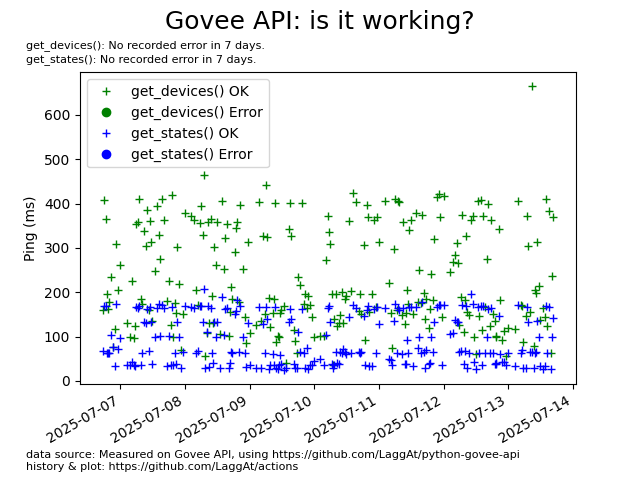 Govee API: is it working?
get_devices(): No recorded error in 7 days.
get_states(): No recorded error in 7 days.
get_devices() OK
get_devices() Error
get_states() OK
get_states() Error
Ping (ms)
600
500
400
300
200
100
0
2025-07-07
2025-07-08
2025-07-09
2025-07-10
2025-07-11
2025-07-12
2025-07-13
2025-07-14
data source: Measured on Govee API, using https://github.com/LaggAt/python-govee-api
history & plot: https://github.com/LaggAt/actions